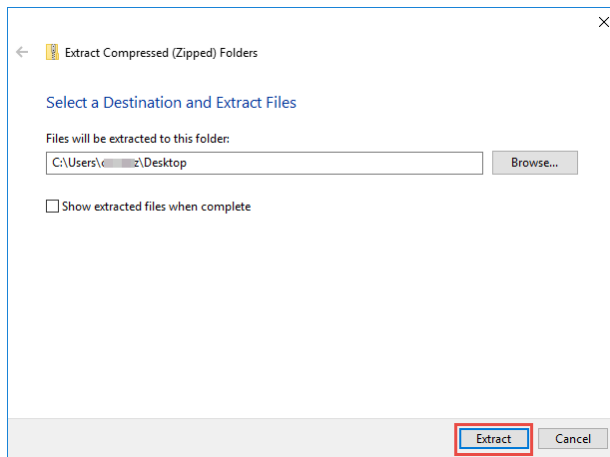 Extract Compressed (Zipped) Folders
Select a Destination and Extract Files
Files will be extracted to this folder:
C:\Users\ z\Desktop
Browse...
Show extracted files when complete
Extract
Cancel